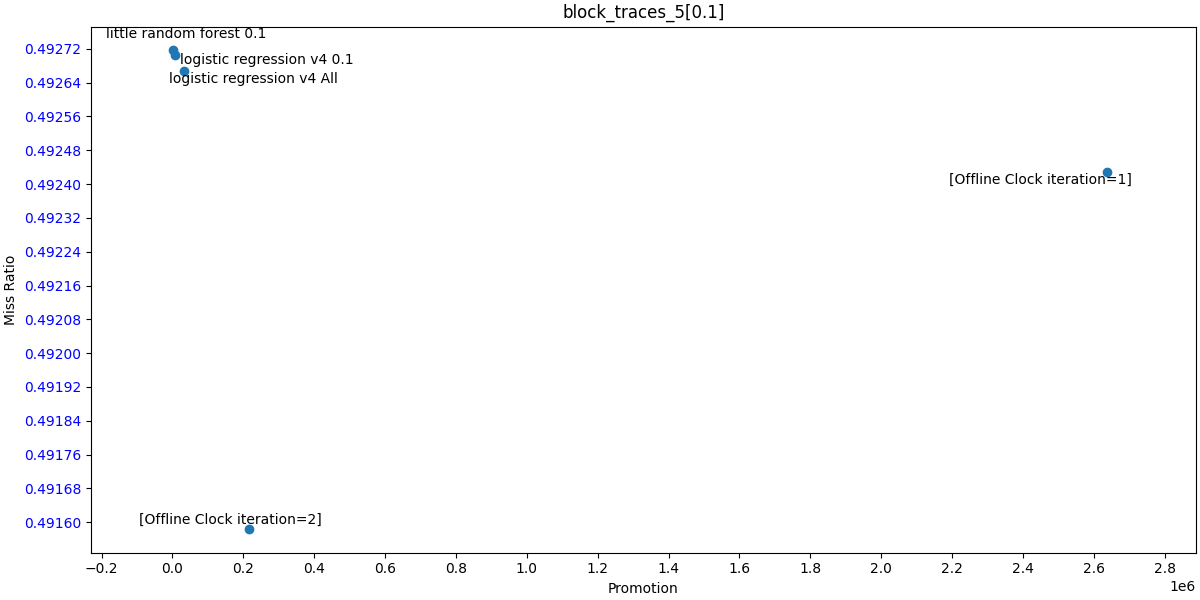 block_traces_5[0.1]
little random forest 0.1
logistic regression v4 0.1
logistic regression v4 All
[Offline Clock iteration=1]
[Offline Clock iteration=2]
Miss Ratio
0.49272
0.49264
0.49256
0.49248
0.49240
0.49232
0.49224
0.49216
0.49208
0.49200
0.49192
0.49184
0.49176
0.49168
0.49160
−0.2 0.0 0.2 0.4 0.6 0.8 1.0 1.2 1.4 1.6 1.8 2.0 2.2 2.4 2.6 2.8
1e6
Promotion